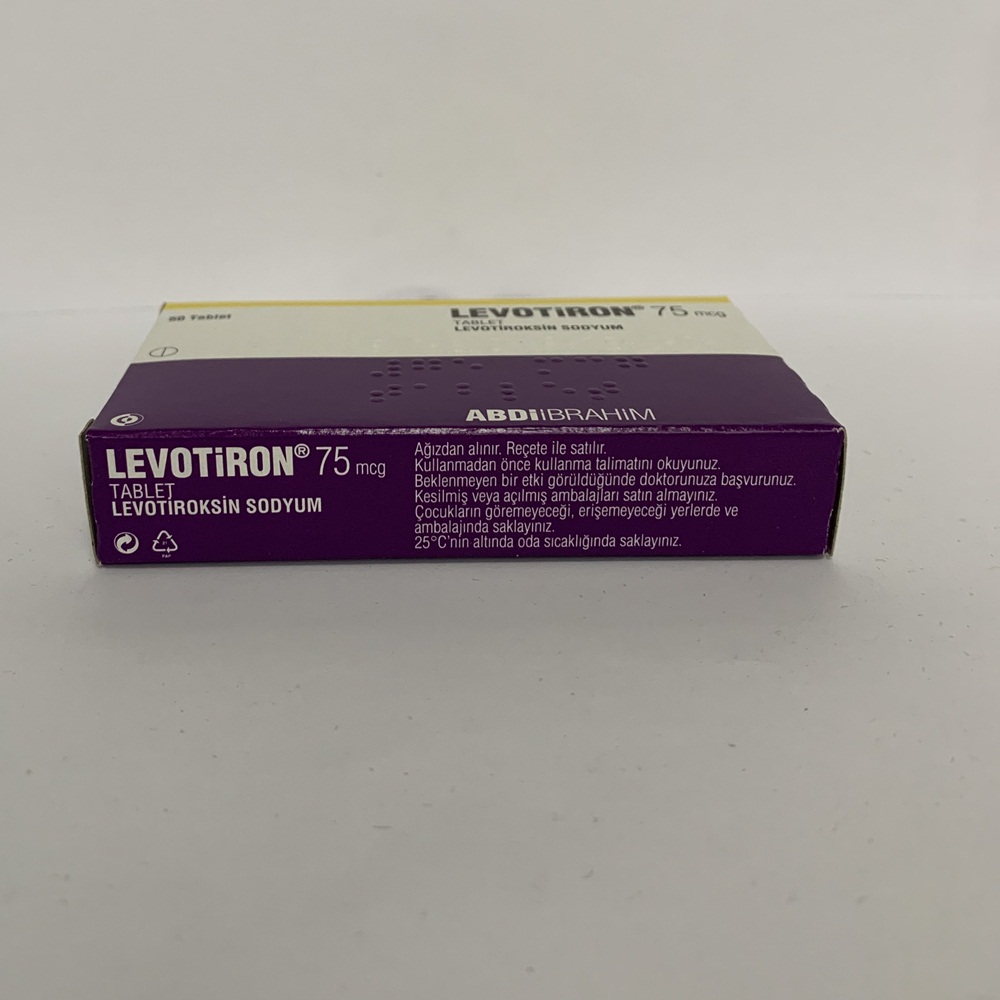 50 Tablet
LEVOTİRON® 75 mcg
TABLET
LEVOTİROKSİN SODYUM
ABDİİBRAHİM
LEVOTİRON® 75 mcg
TABLET
LEVOTİROKSİN SODYUM
Ağızdan alınır. Reçete ile satılır.
Kullanmadan önce kullanma talimatını okuyunuz.
Beklenmeyen bir etki görüldüğünde doktorunuza başvurunuz.
Kesilmiş veya açılmış ambalajları satın almayınız.
Çocukların göremeyeceği, erişemeyeceği yerlerde ve
ambalajında saklayınız.
25°C'nin altında oda sıcaklığında saklayınız.
PAP